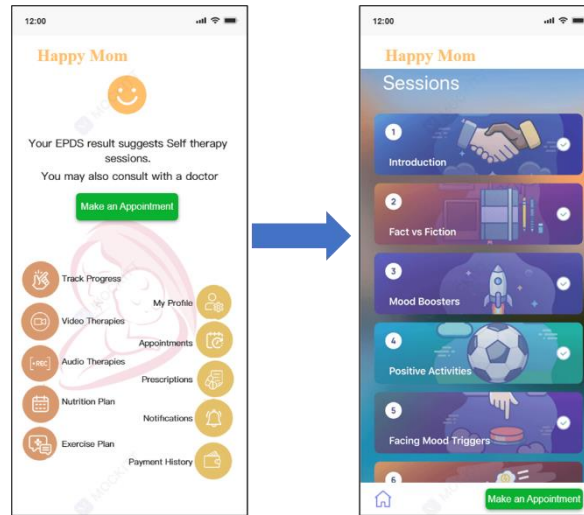 12:00
Happy Mom
Your EPDS result suggests Self therapy
sessions.
You may also consult with a doctor
Make an Appointment
Track Progress
My Profile
Video Therapies
Appointments
REC
Audio Therapies
Prescriptions
Nutrition Plan
Notifications
Exercise Plan
Payment History
12:00
Happy Mom
Sessions
1
Introduction
2
Fact vs Fiction
3
Mood Boosters
4
Positive Activities
5
Facing Mood Triggers
6
Make an Appointment